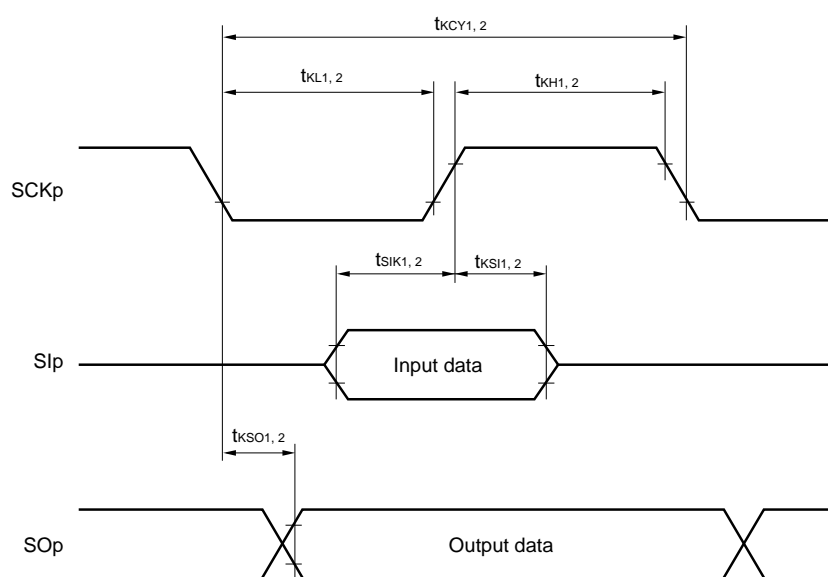 tKCY1, 2
tKL1, 2
tKH1, 2
SCKp
tSIK1, 2
tKSI1, 2
SIp
Input data
tKSO1, 2
SOp
Output data